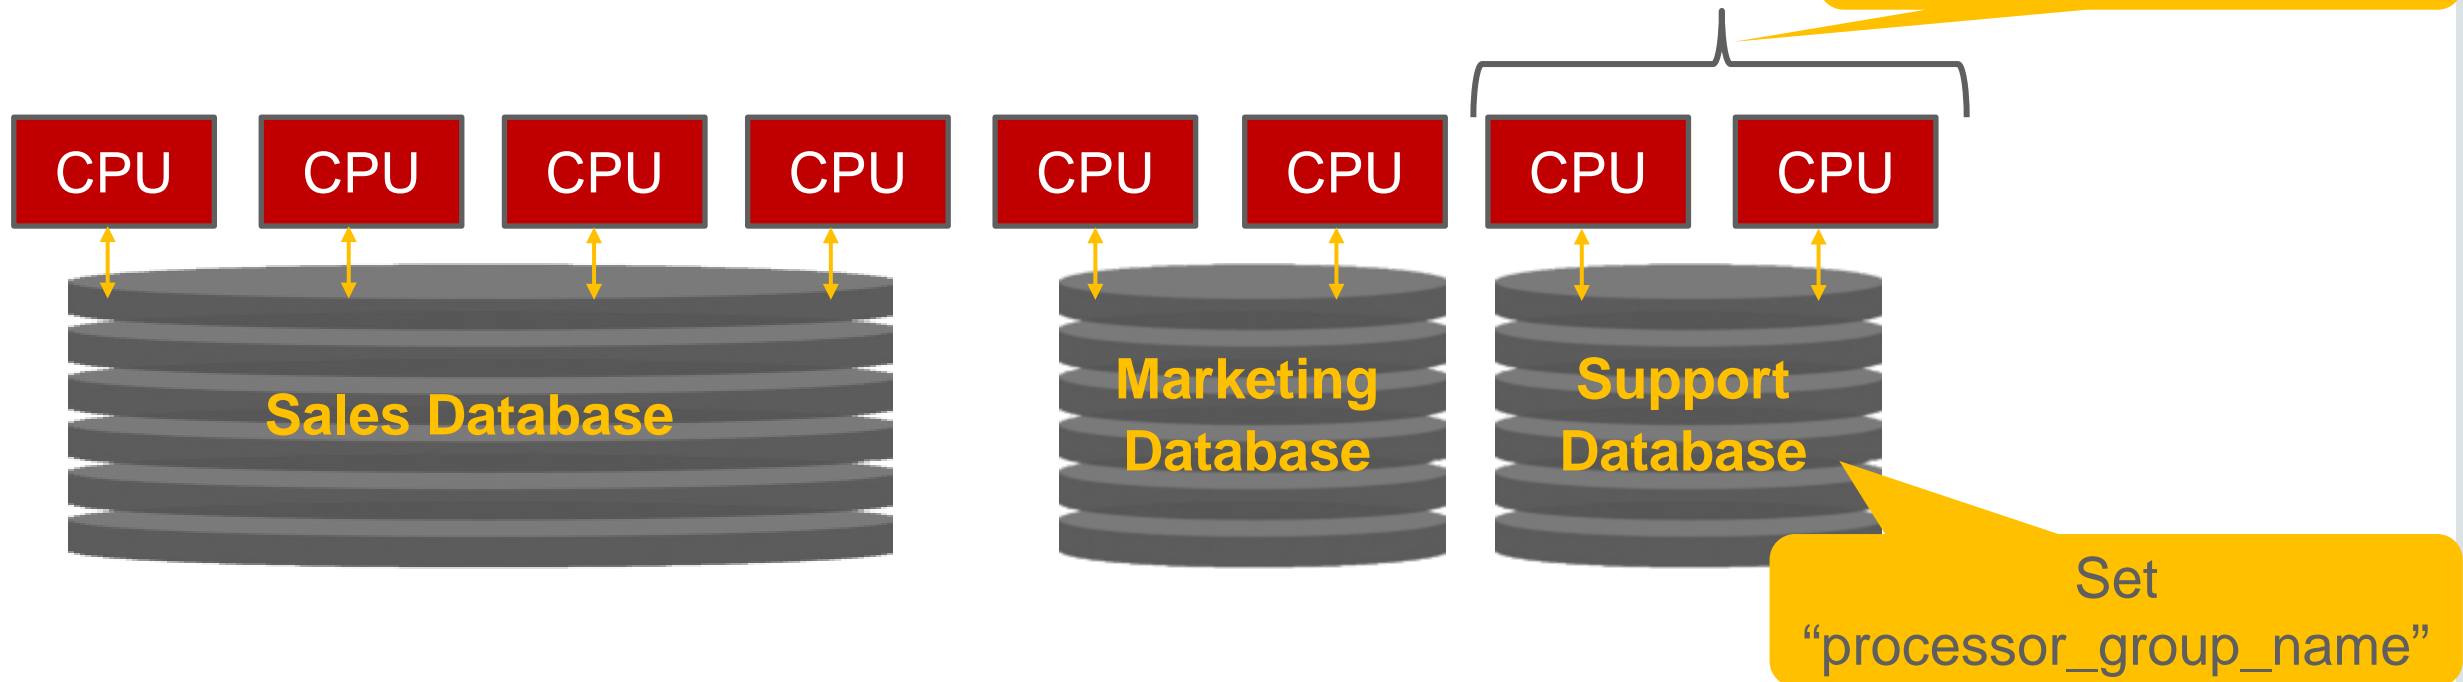 CPU
CPU
CPU
CPU
CPU
CPU
CPU
CPU
Sales Database
Marketing
Database
Support
Database
Set
“processor_group_name”